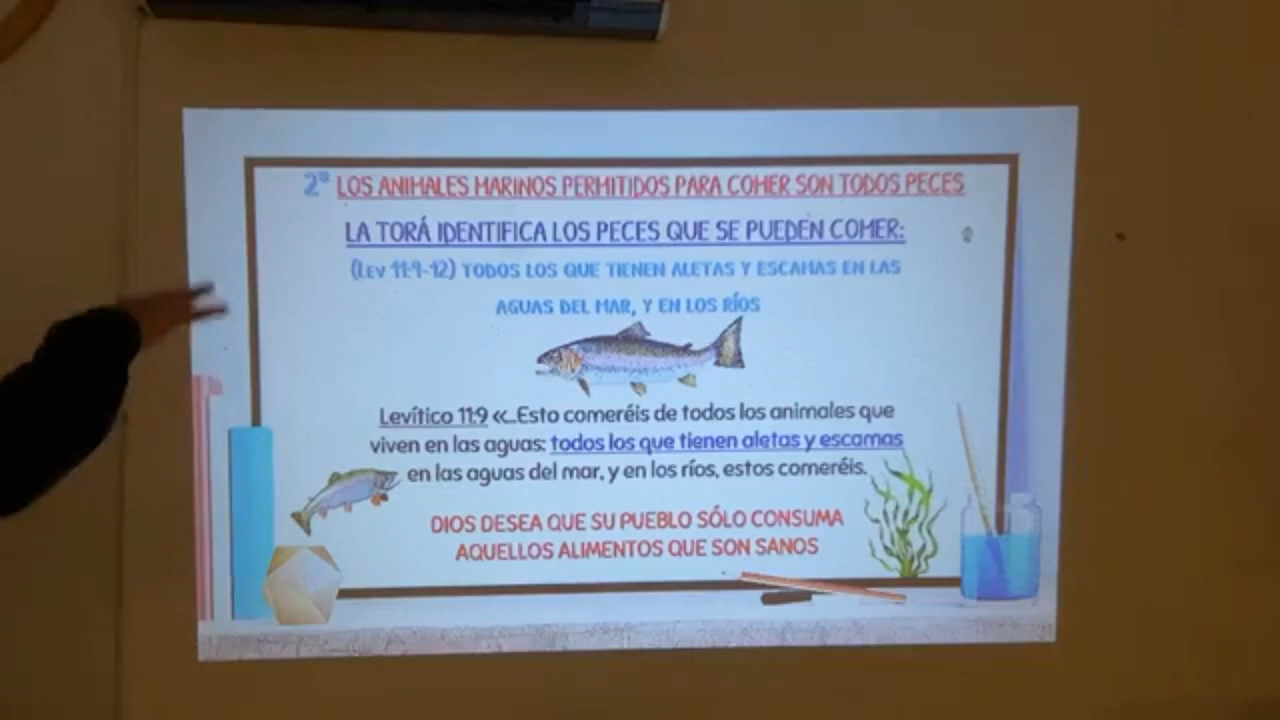 2º LOS ANIMALES MARINOS PERMITIDOS PARA COMER SON TODOS PECES
LA TORÁ IDENTIFICA LOS PECES QUE SE PUEDEN COMER:
(LEV 11:9-12) TODOS LOS QUE TIENEN ALETAS Y ESCAMAS EN LAS
AGUAS DEL MAR, Y EN LOS RÍOS
Levítico 11:9 «...Esto comeréis de todos los animales que
viven en las aguas: todos los que tienen aletas y escamas
en las aguas del mar, y en los ríos, estos comeréis.
DIOS DESEA QUE SU PUEBLO SÓLO CONSUMA
AQUELLOS ALIMENTOS QUE SON SANOS